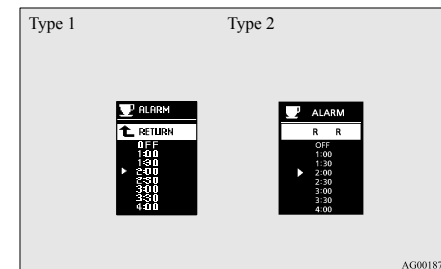 Type 1
Type 2
ALARM
RETURN
OFF
1:00
1:30
2:00
2:30
3:00
3:30
4:00
ALARM
R R
OFF
1:00
1:30
2:00
2:30
3:00
3:30
4:00
AG00187